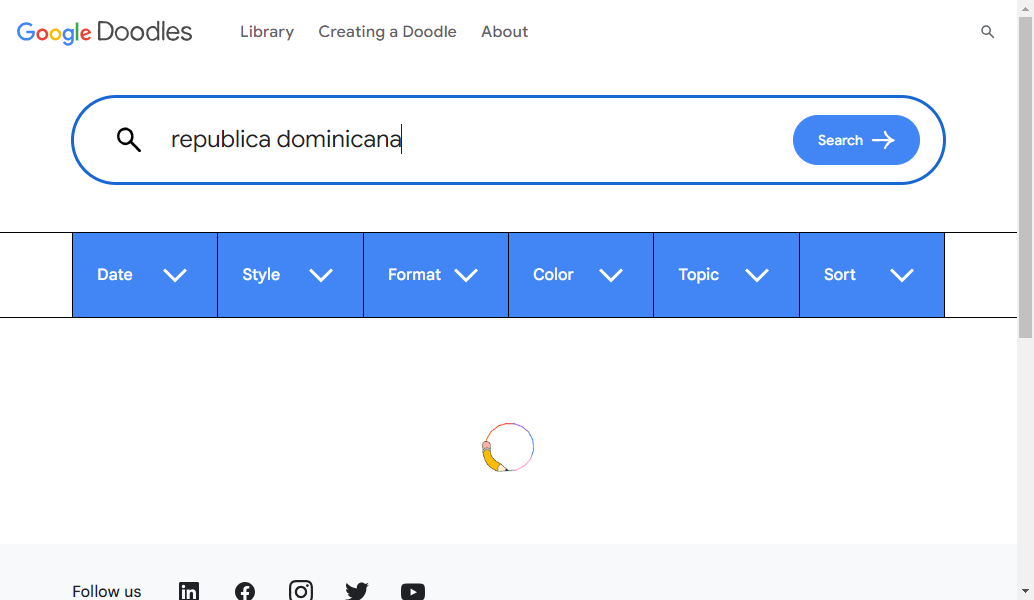 Google Doodles Library Creating a Doodle About
republica dominicana Search
Date Style Format Color Topic Sort
Follow us